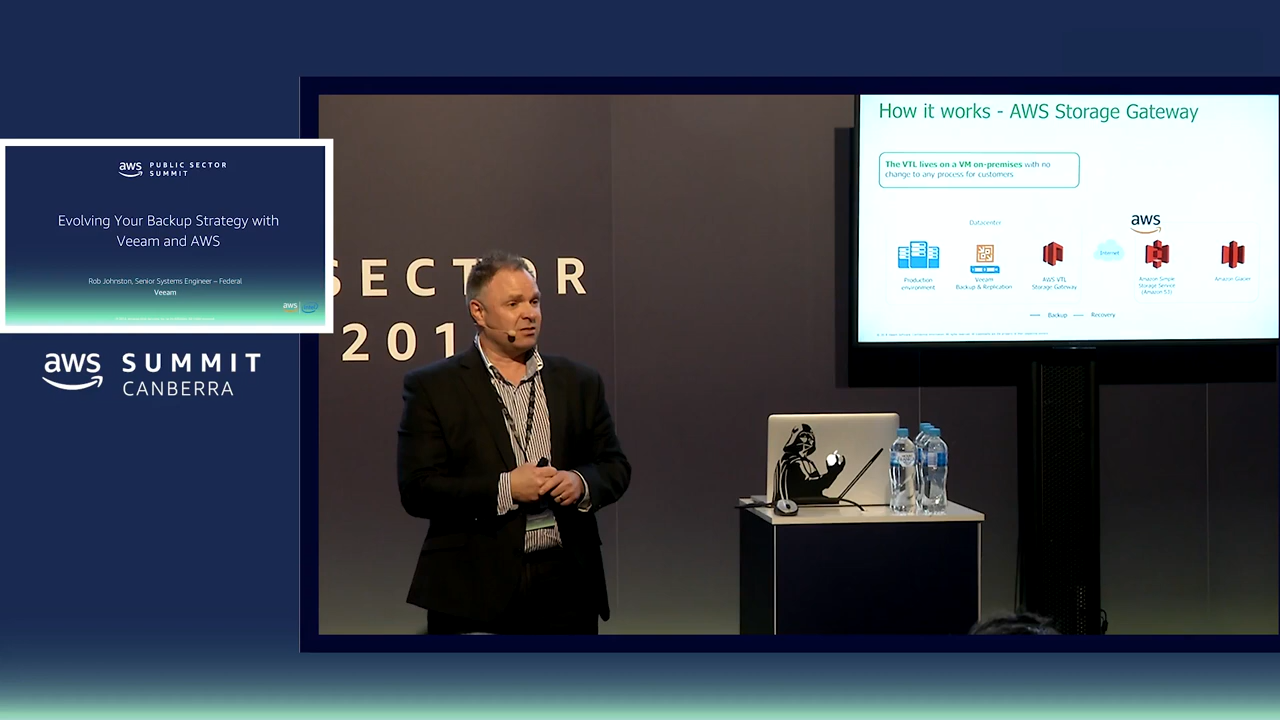 aws PUBLIC SECTOR
SUMMIT
Evolving Your Backup Strategy with
Veeam and AWS
Rob Johnston, Senior Systems Engineer – Federal
Veeam
aws
intel
aws SUMMIT
CANBERRA
SECTOR
201
How it works - AWS Storage Gateway
The VTL lives on a VM on-premises with no
change to any process for customers
Datacenter
aws
Internet
Production
environment
Veeam
Backup & Replication
AWS VTL
Storage Gateway
Amazon Simple
Storage Service
(Amazon S3)
Amazon Glacier
Backup
Recovery